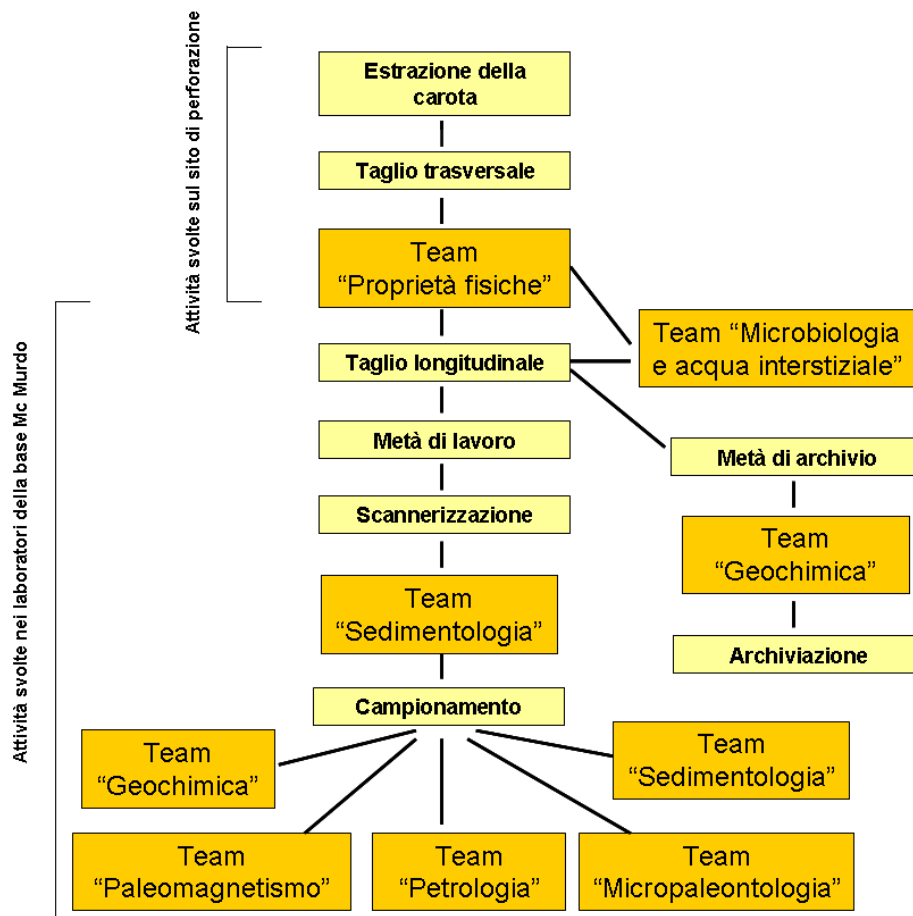 Attività svolte sul sito di perforazione
Attività svolte nei laboratori della base Mc Murdo
Estrazione della
carota
Taglio trasversale
Team
“Proprietà fisiche”
Team “Microbiologia
e acqua interstiziale”
Taglio longitudinale
Metà di lavoro
Metà di archivio
Scannerizzazione
Team
“Geochimica”
Team
“Sedimentologia”
Archiviazione
Campionamento
Team
“Geochimica”
Team
“Sedimentologia”
Team
“Paleomagnetismo”
Team
“Petrologia”
Team
“Micropaleontologia”